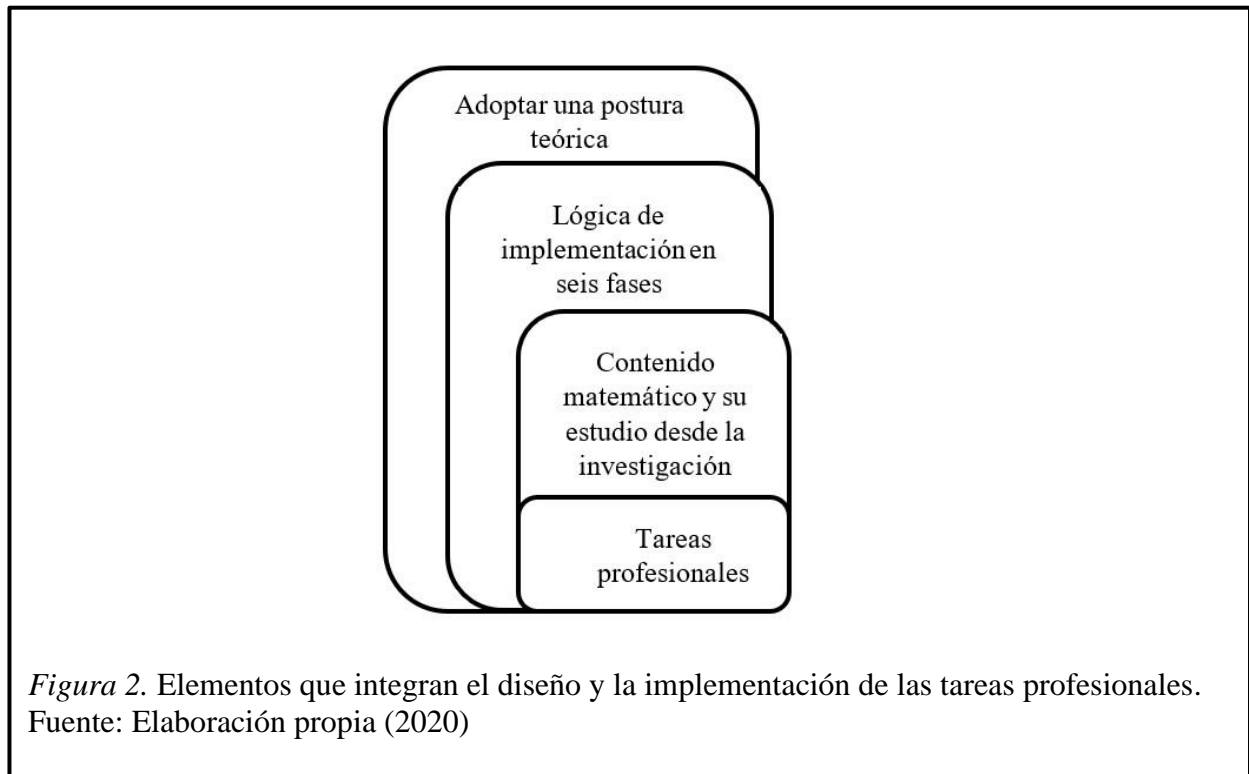 Adoptar una postura
teórica
Lógica de
implementación en
seis fases
Contenido
matemático y su
estudio desde la
investigación
Tareas
profesionales
Figura 2. Elementos que integran el diseño y la implementación de las tareas profesionales.
Fuente: Elaboración propia (2020)